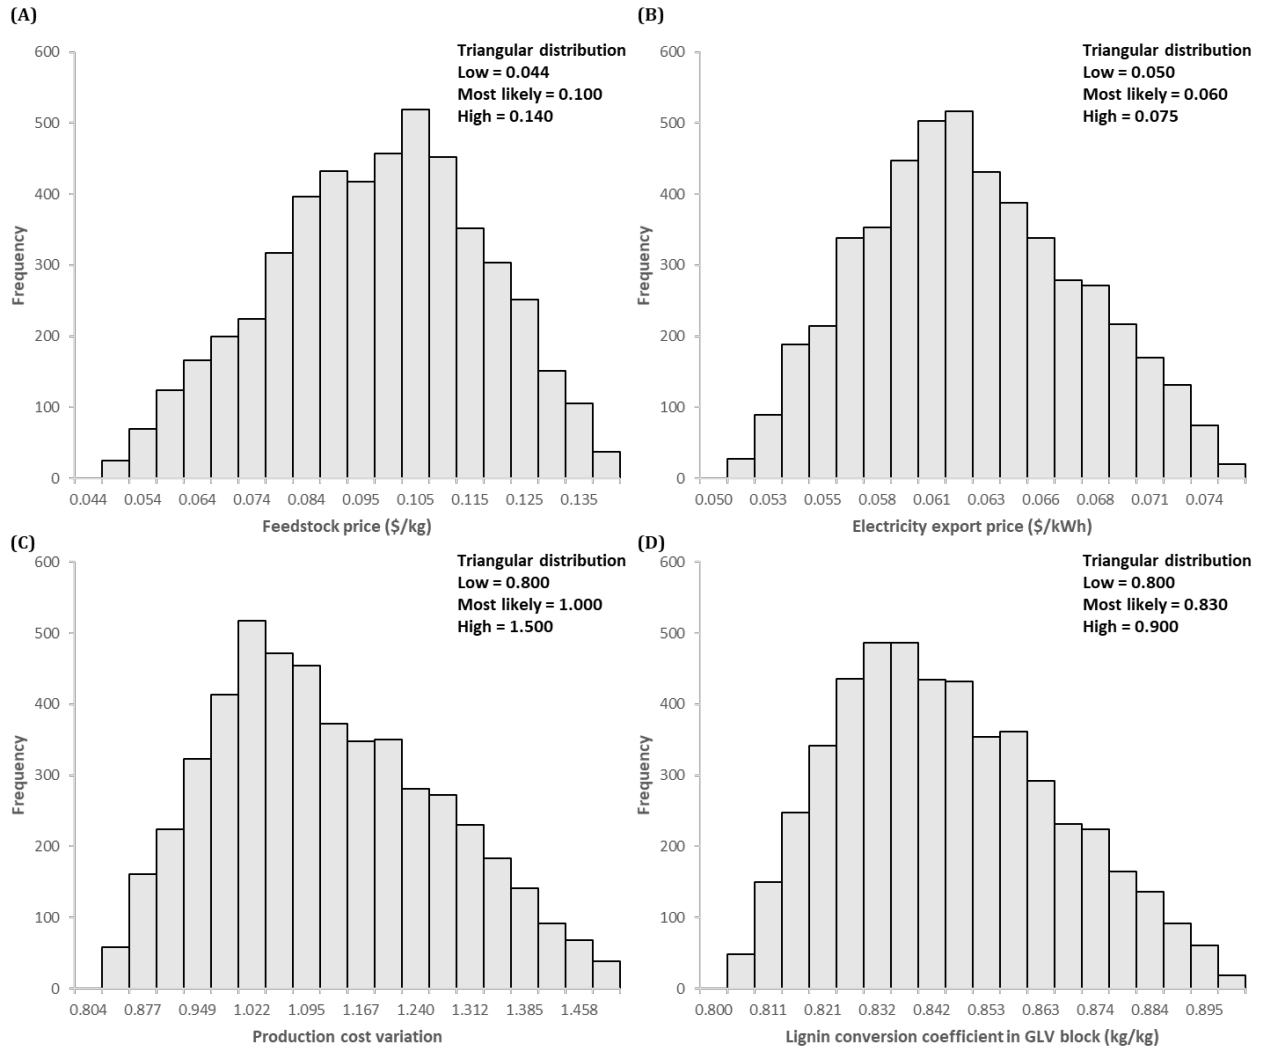 (A)
Triangular distribution
Low = 0.044
Most likely = 0.100
High = 0.140
600
500
400
300
200
100
0
Frequency
0.044 0.054 0.064 0.074 0.084 0.095 0.105 0.115 0.125 0.135
Feedstock price ($/kg)
(B)
Triangular distribution
Low = 0.050
Most likely = 0.060
High = 0.075
600
500
400
300
200
100
0
Frequency
0.050 0.053 0.055 0.058 0.061 0.063 0.066 0.068 0.071 0.074
Electricity export price ($/kWh)
(C)
Triangular distribution
Low = 0.800
Most likely = 1.000
High = 1.500
600
500
400
300
200
100
0
Frequency
0.804 0.877 0.949 1.022 1.095 1.167 1.240 1.312 1.385 1.458
Production cost variation
(D)
Triangular distribution
Low = 0.800
Most likely = 0.830
High = 0.900
600
500
400
300
200
100
0
Frequency
0.800 0.811 0.821 0.832 0.842 0.853 0.863 0.874 0.884 0.895
Lignin conversion coefficient in GLV block (kg/kg)